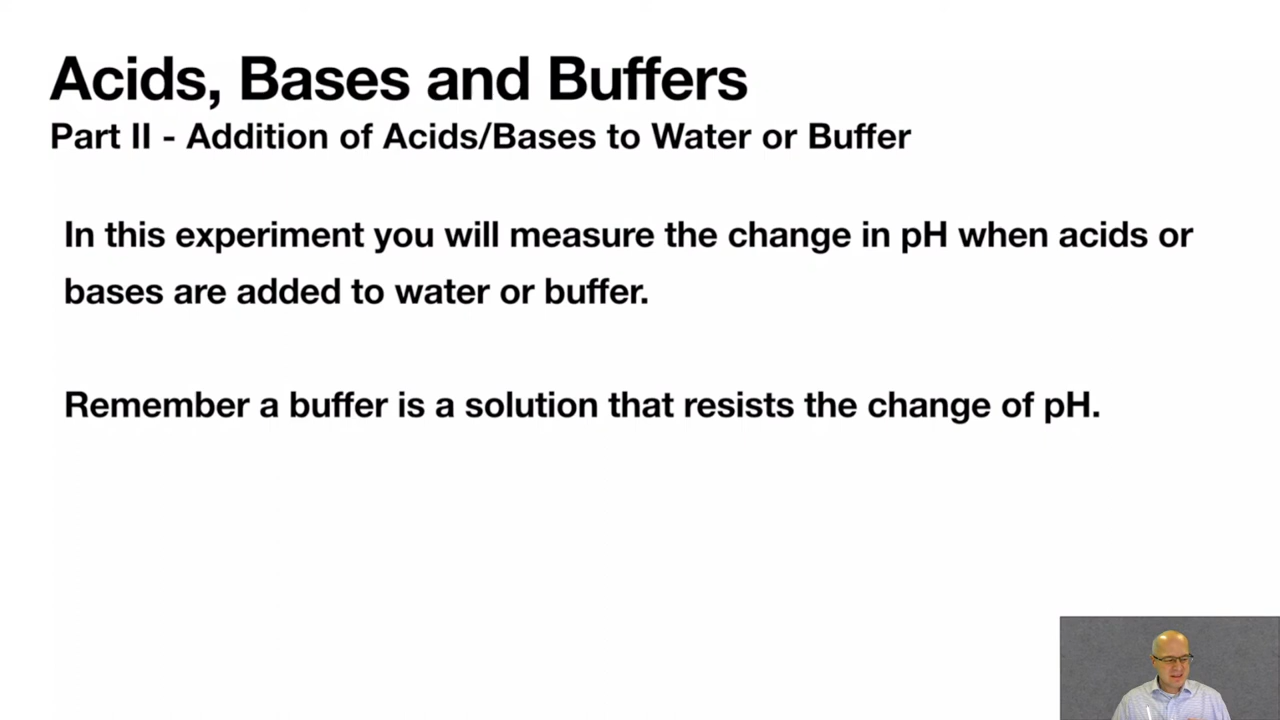 Acids, Bases and Buffers
Part II - Addition of Acids/Bases to Water or Buffer
In this experiment you will measure the change in pH when acids or
bases are added to water or buffer.
Remember a buffer is a solution that resists the change of pH.